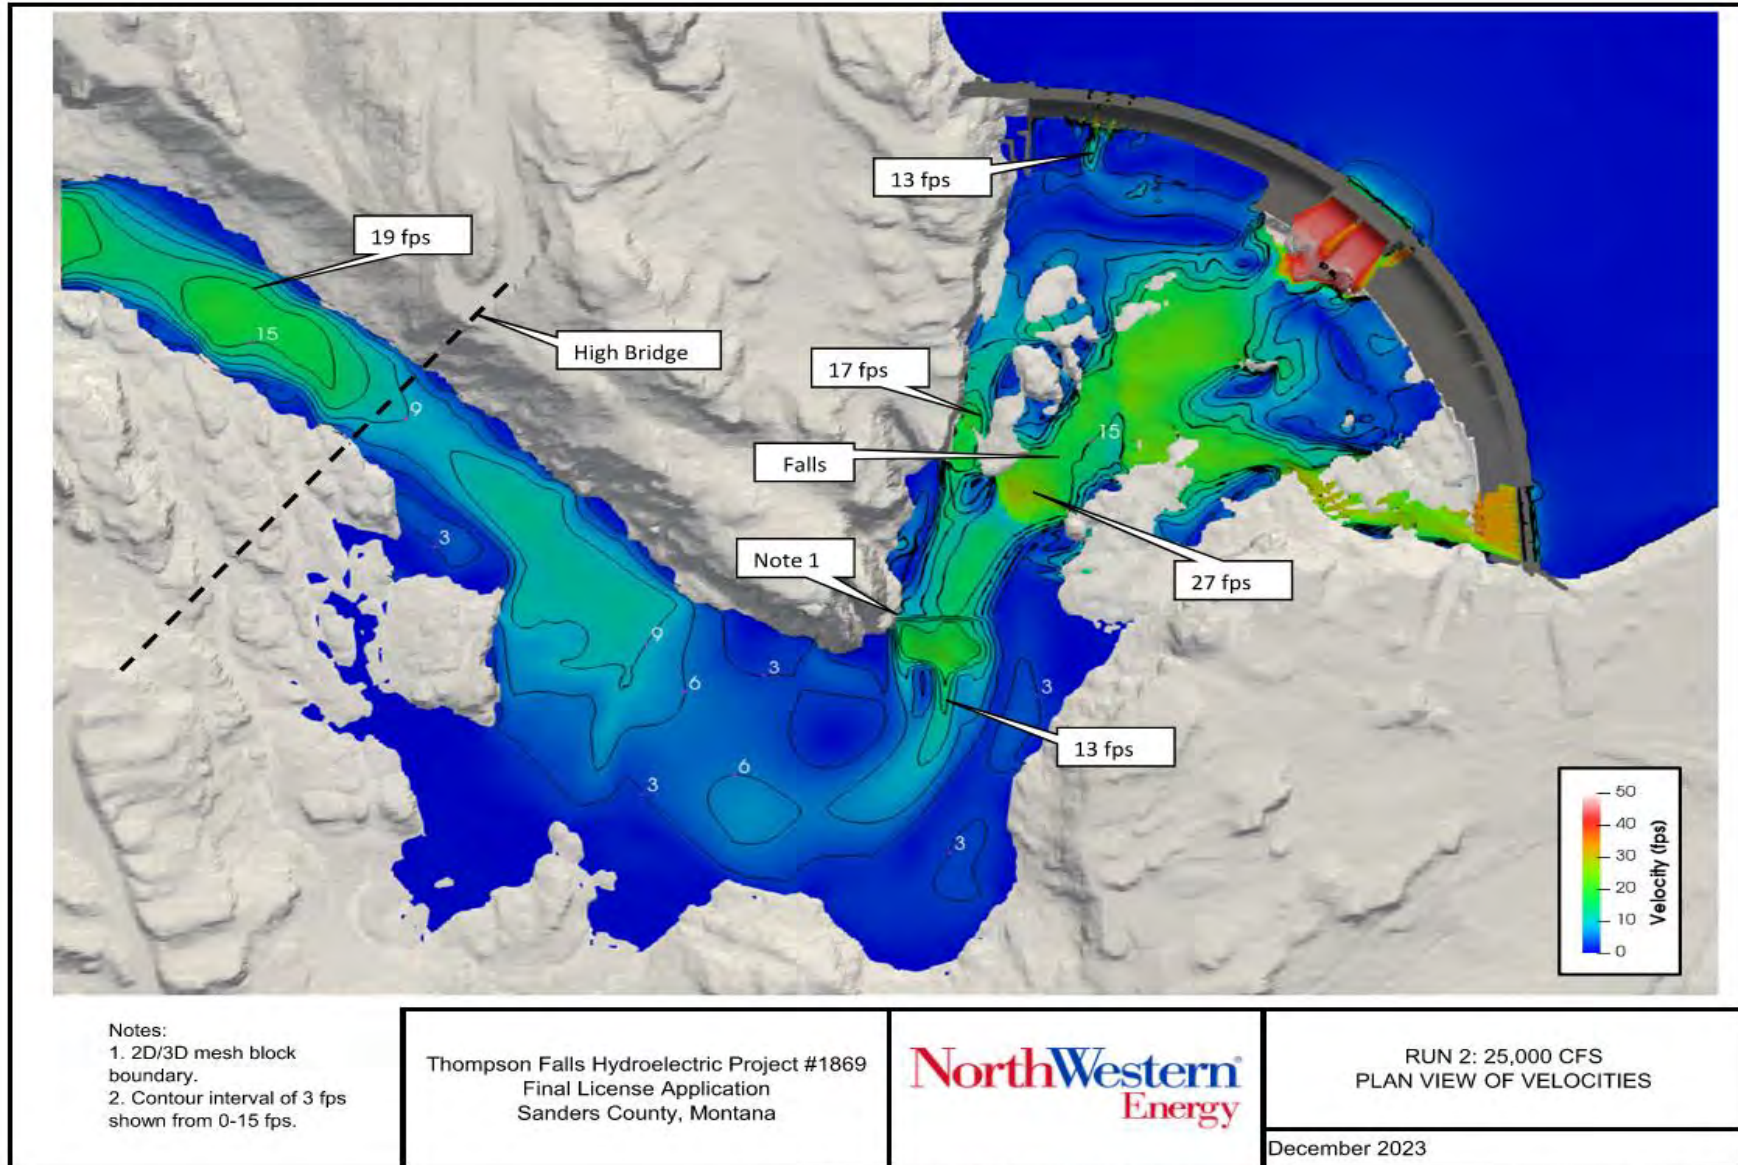 13 fps
19 fps
15
High Bridge
9
17 fps
15
Falls
3
Note 1
27 fps
9
3
6
3
13 fps
6
3
3
50
40
30
20
10
0
Velocity (fps)
Notes:
1. 2D/3D mesh block
boundary.
2. Contour interval of 3 fps
shown from 0-15 fps.
Thompson Falls Hydroelectric Project #1869
Final License Application
Sanders County, Montana
NorthWestern®
Energy
RUN 2: 25,000 CFS
PLAN VIEW OF VELOCITIES
December 2023